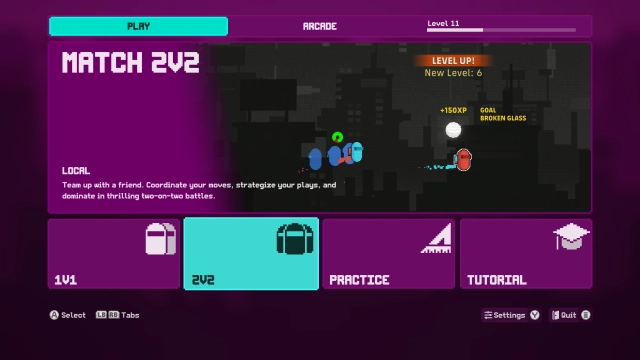 PLAY
ARCADE
Level 11
MATCH 2V2
LEVEL UP!
New Level: 6
+150XP
GOAL
BROKEN GLASS
LOCAL
Team up with a friend. Coordinate your moves, strategize your plays, and
dominate in thrilling two-on-two battles.
1V1
2V2
PRACTICE
TUTORIAL
A Select
LB RB Tabs
Settings Y
Quit